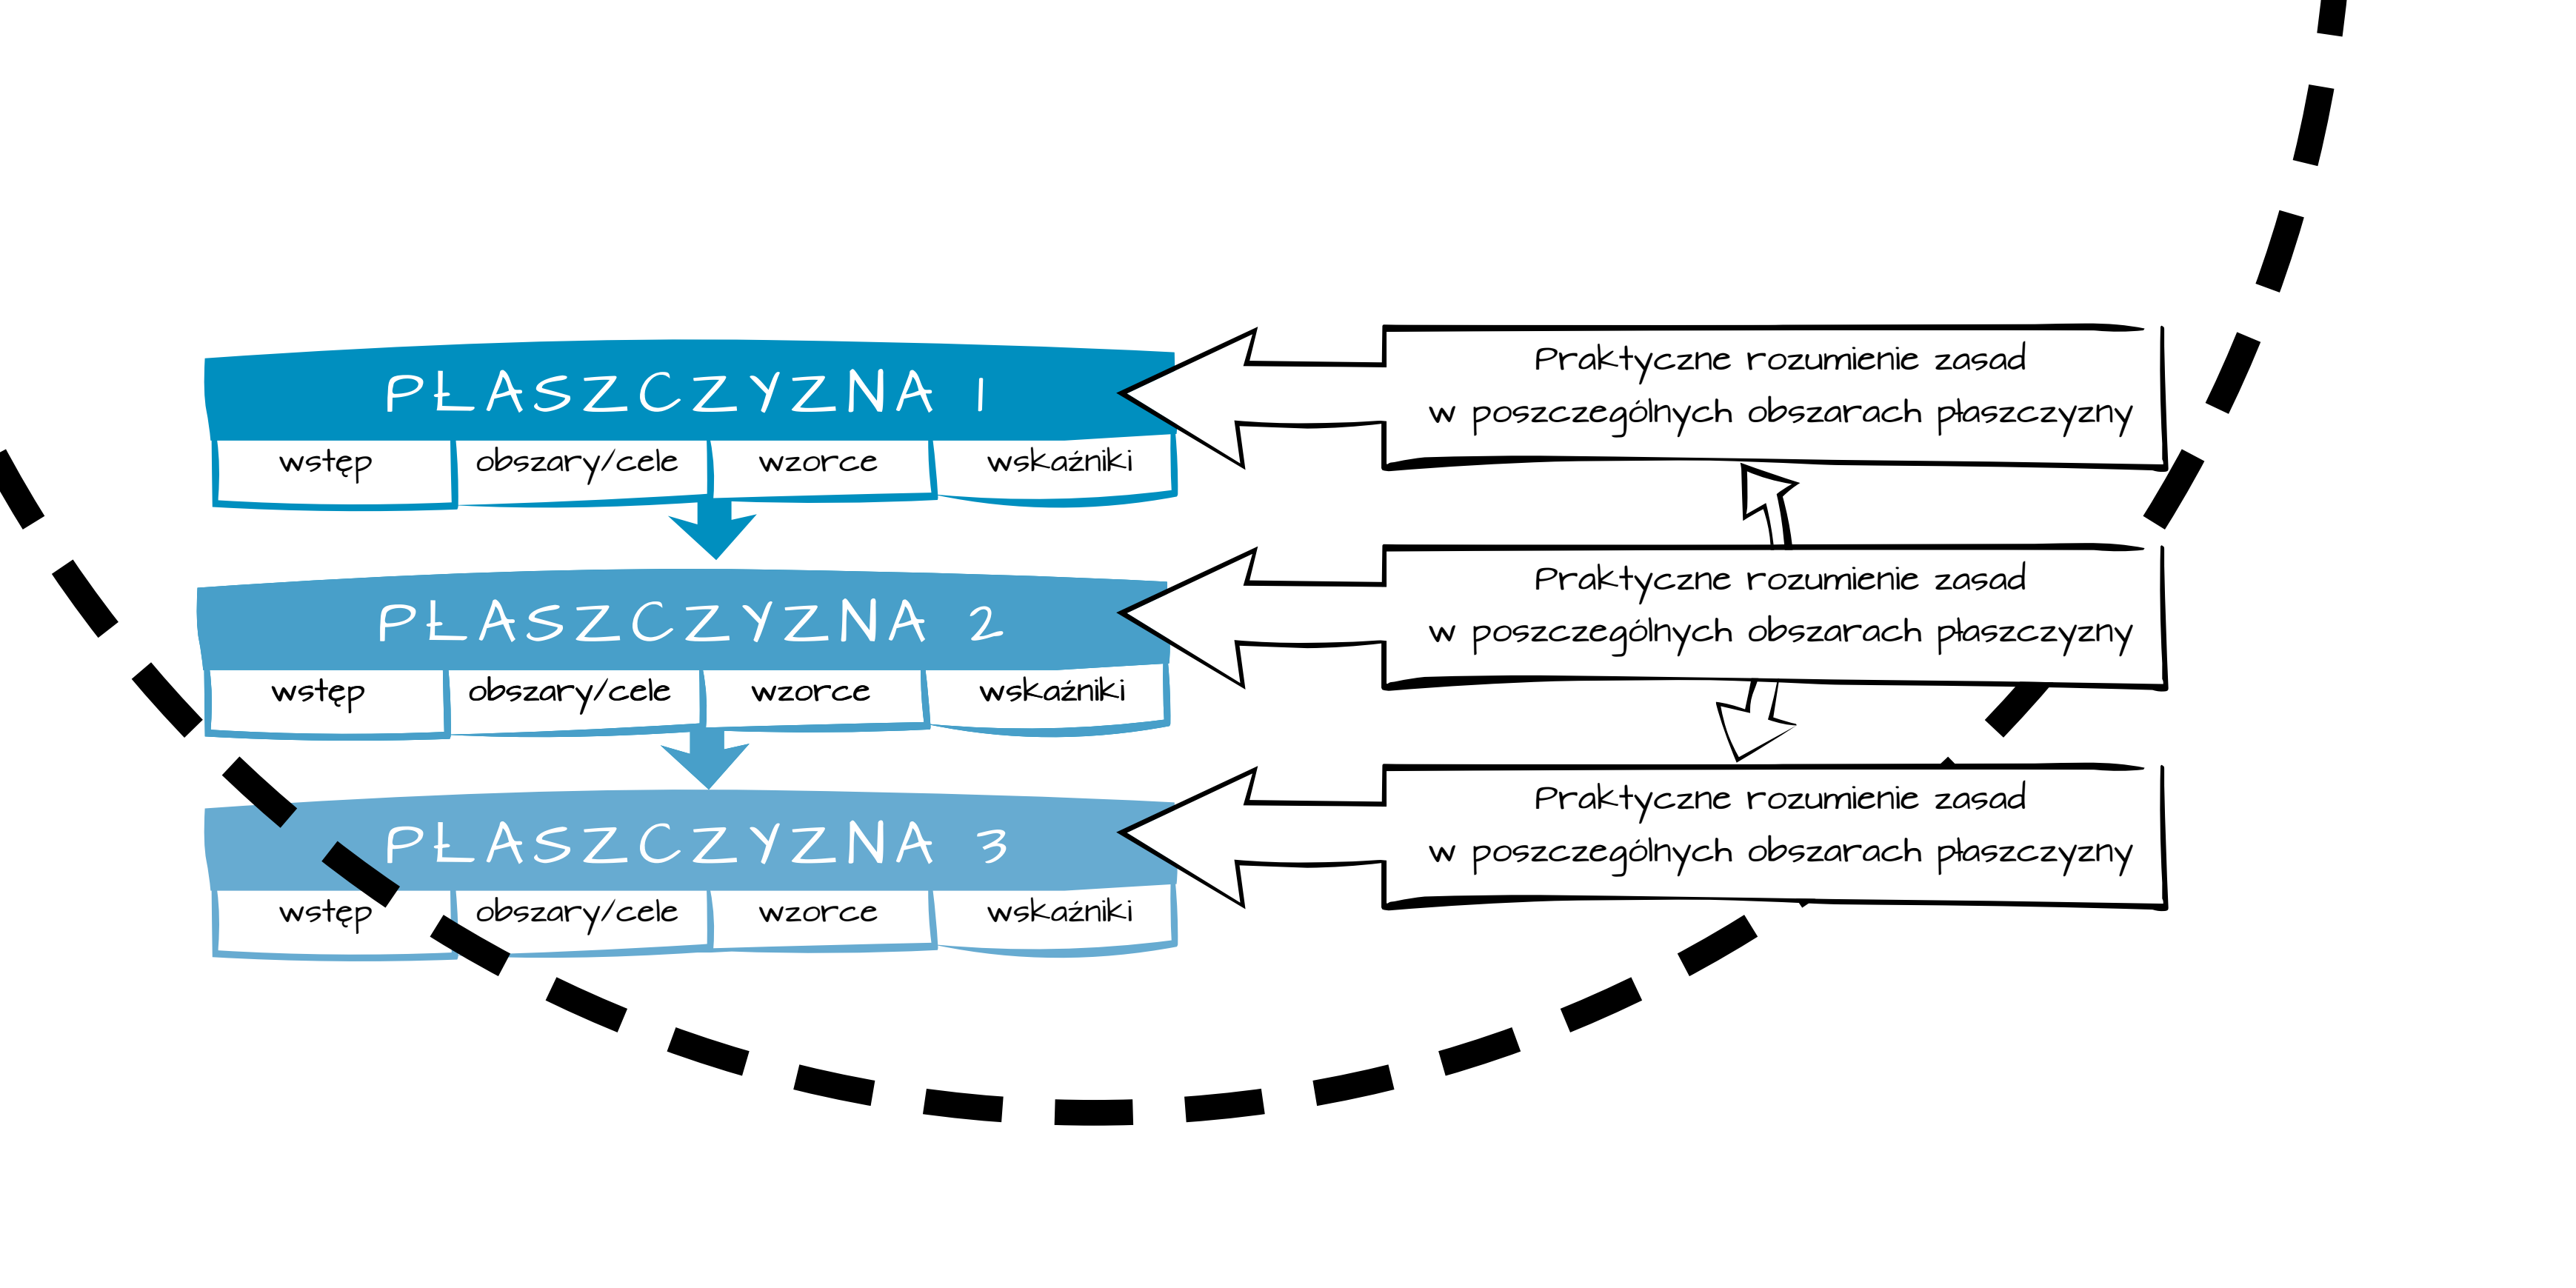 PŁASZCZYZNA 1
wstęp obszary/cele wzorce wskaźniki
Praktyczne rozumienie zasad
w poszczególnych obszarach płaszczyzny
PŁASZCZYZNA 2
wstęp obszary/cele wzorce wskaźniki
Praktyczne rozumienie zasad
w poszczególnych obszarach płaszczyzny
PŁASZCZYZNA 3
wstęp obszary/cele wzorce wskaźniki
Praktyczne rozumienie zasad
w poszczególnych obszarach płaszczyzny